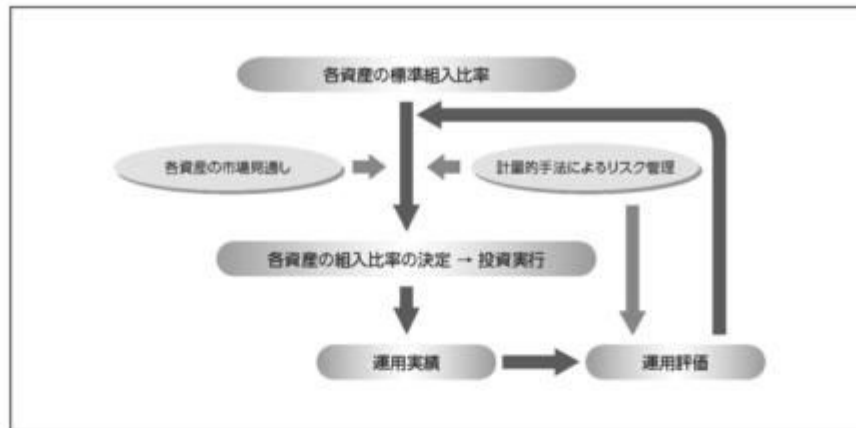 各資産の標準組入比率
各資産の市場見通し
計量的手法によるリスク管理
各資産の組入比率の決定 → 投資実行
運用実績
運用評価